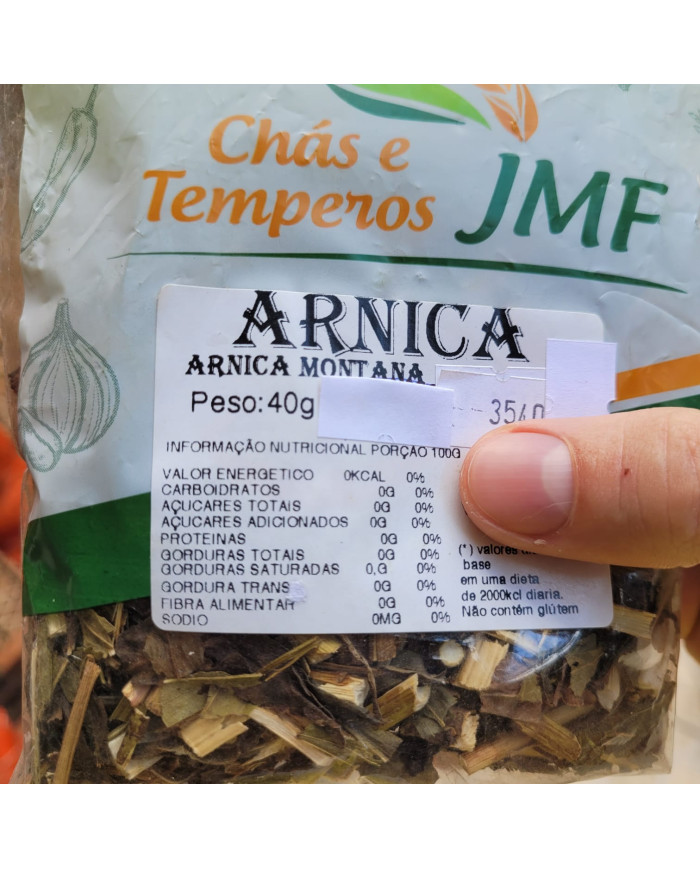 Chás e
Temperos
JMF
ARNICA
ARNICA MONTANA
Peso:40g
3540
INFORMAÇÃO NUTRICIONAL PORÇÃO 100G
VALOR ENERGETICO 0KCAL 0%
CARBOIDRATOS 0G 0%
AÇUCARES TOTAIS 0G 0%
AÇUCARES ADICIONADOS 0G 0%
PROTEINAS 0G 0%
GORDURAS TOTAIS 0G 0%
GORDURAS SATURADAS 0,G 0%
GORDURA TRANS 0G 0%
FIBRA ALIMENTAR 0G 0%
SODIO 0MG 0%
(*) valores
base
em uma dieta
de 2000kcl diaria.
Não contêm glútem